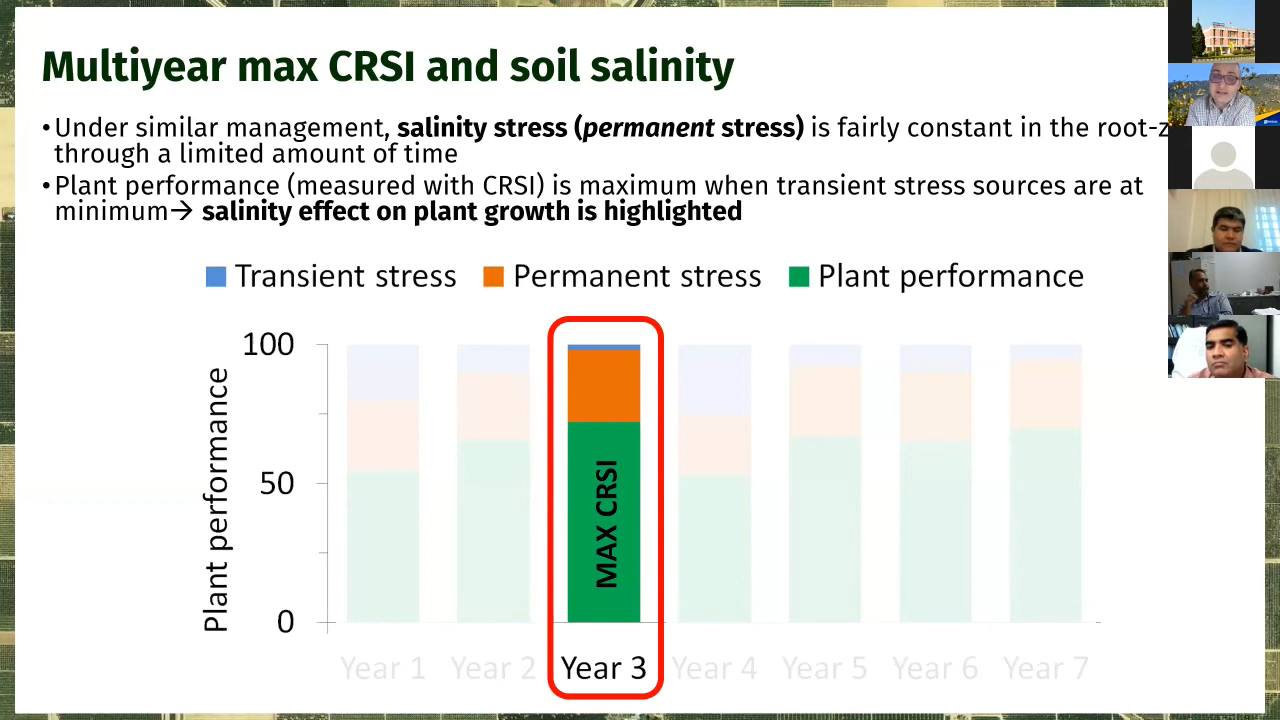 Multiyear max CRSI and soil salinity
•Under similar management, salinity stress (permanent stress) is fairly constant in the
through a limited amount of time
•Plant performance (measured with CRSI) is maximum when transient stress sources are at
minimum→ salinity effect on plant growth is highlighted
Transient stress Permanent stress Plant performance
Plant performance
100
50
0
MAX CRSI
Year 1 Year 2 Year 3 Year 4 Year 5 Year 6 Year 7